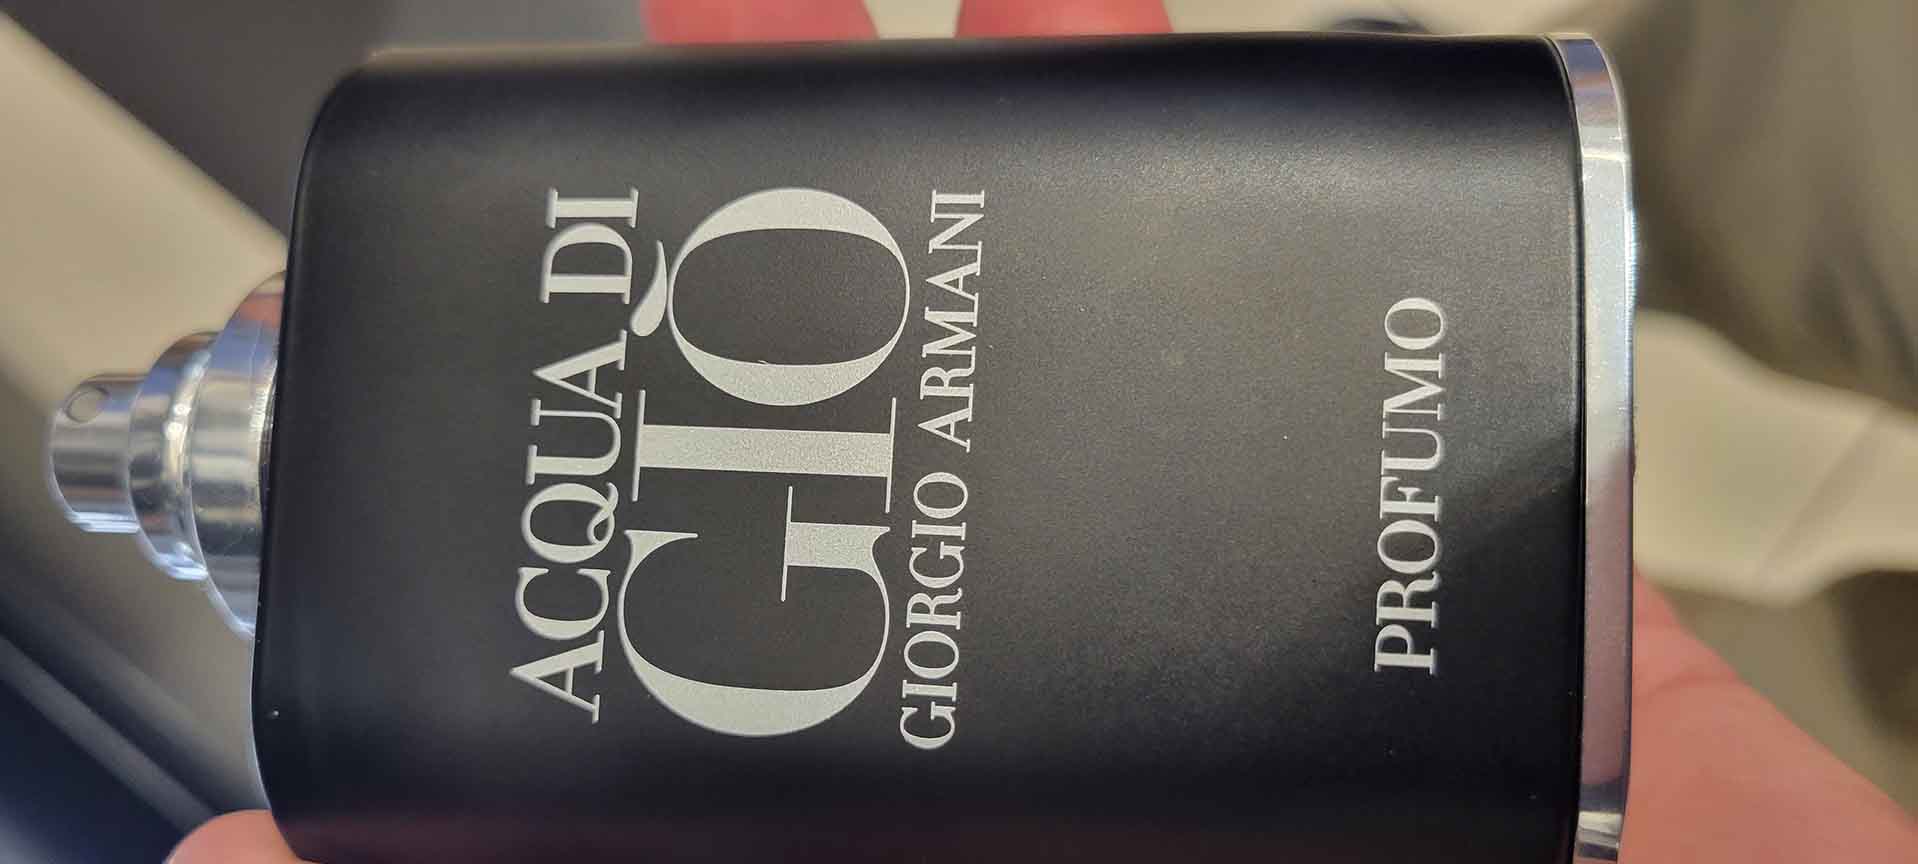 ACQUA DI
GIÒ
GIORGIO ARMANI
PROFUMO